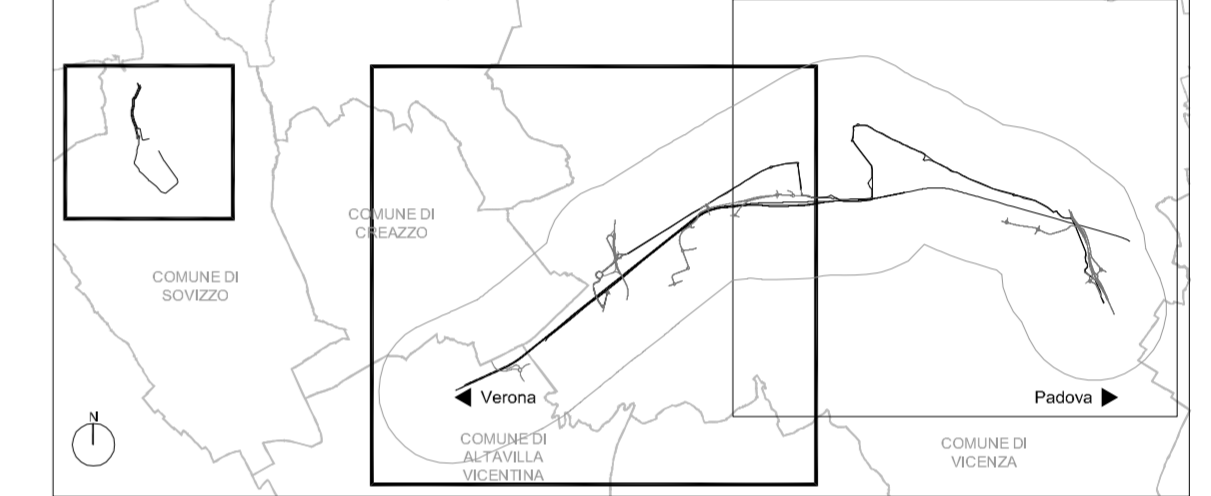 COMUNE DI
CREAZZO
COMUNE DI
SOVIZZO
Verona
Padova
N
COMUNE DI
ALTAVILLA
VICENTINA
COMUNE DI
VICENZA